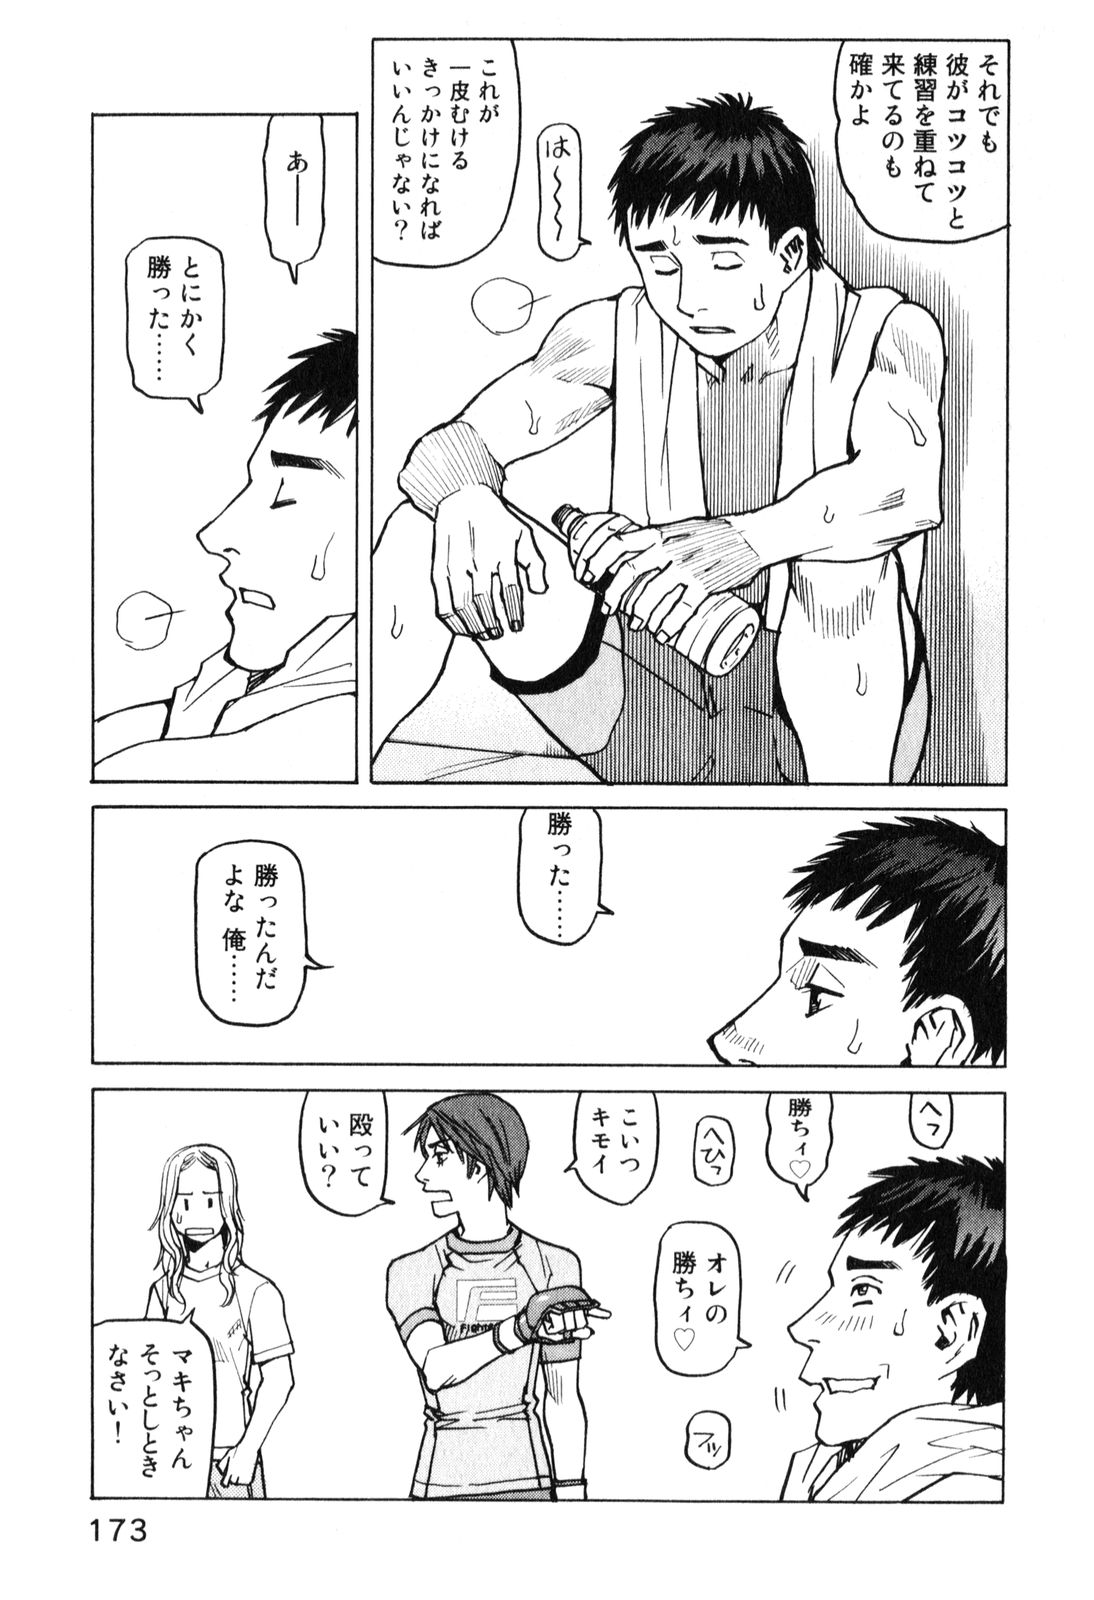 それでも
彼がコツコツと
練習を重ねて
来てるのも
確かよ
は〜〜〜
これが
一皮むける
きっかけになれば
いいんじゃない?
あー
とにかく
勝った……
勝った……
勝ったんだ
よな 俺……
へっ
勝ちィ♡
へひっ
オレの
勝ちィ♡
フッ
こいつ
キモイ
殴って
いい?
マキちゃん
そっとしとき
なさい!
173